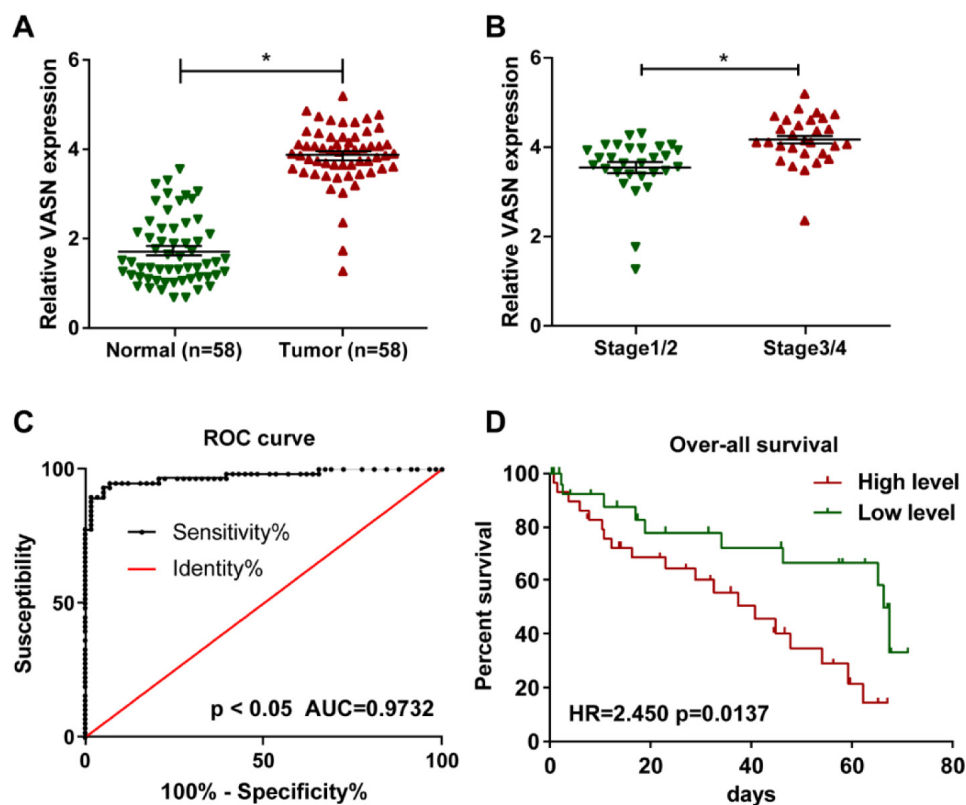 A
Relative VASN expression
6
4
2
0
*
Normal (n=58)
Tumor (n=58)
B
Relative VASN expression
6
4
2
0
*
Stage1/2
Stage3/4
C
ROC curve
Susceptibility
100
50
0
Sensitivity%
Identity%
p < 0.05 AUC=0.9732
0
50
100
100% - Specificity%
D
Over-all survival
Percent survival
100
80
60
40
20
0
High level
Low level
HR=2.450 p=0.0137
0
20
40
60
80
days